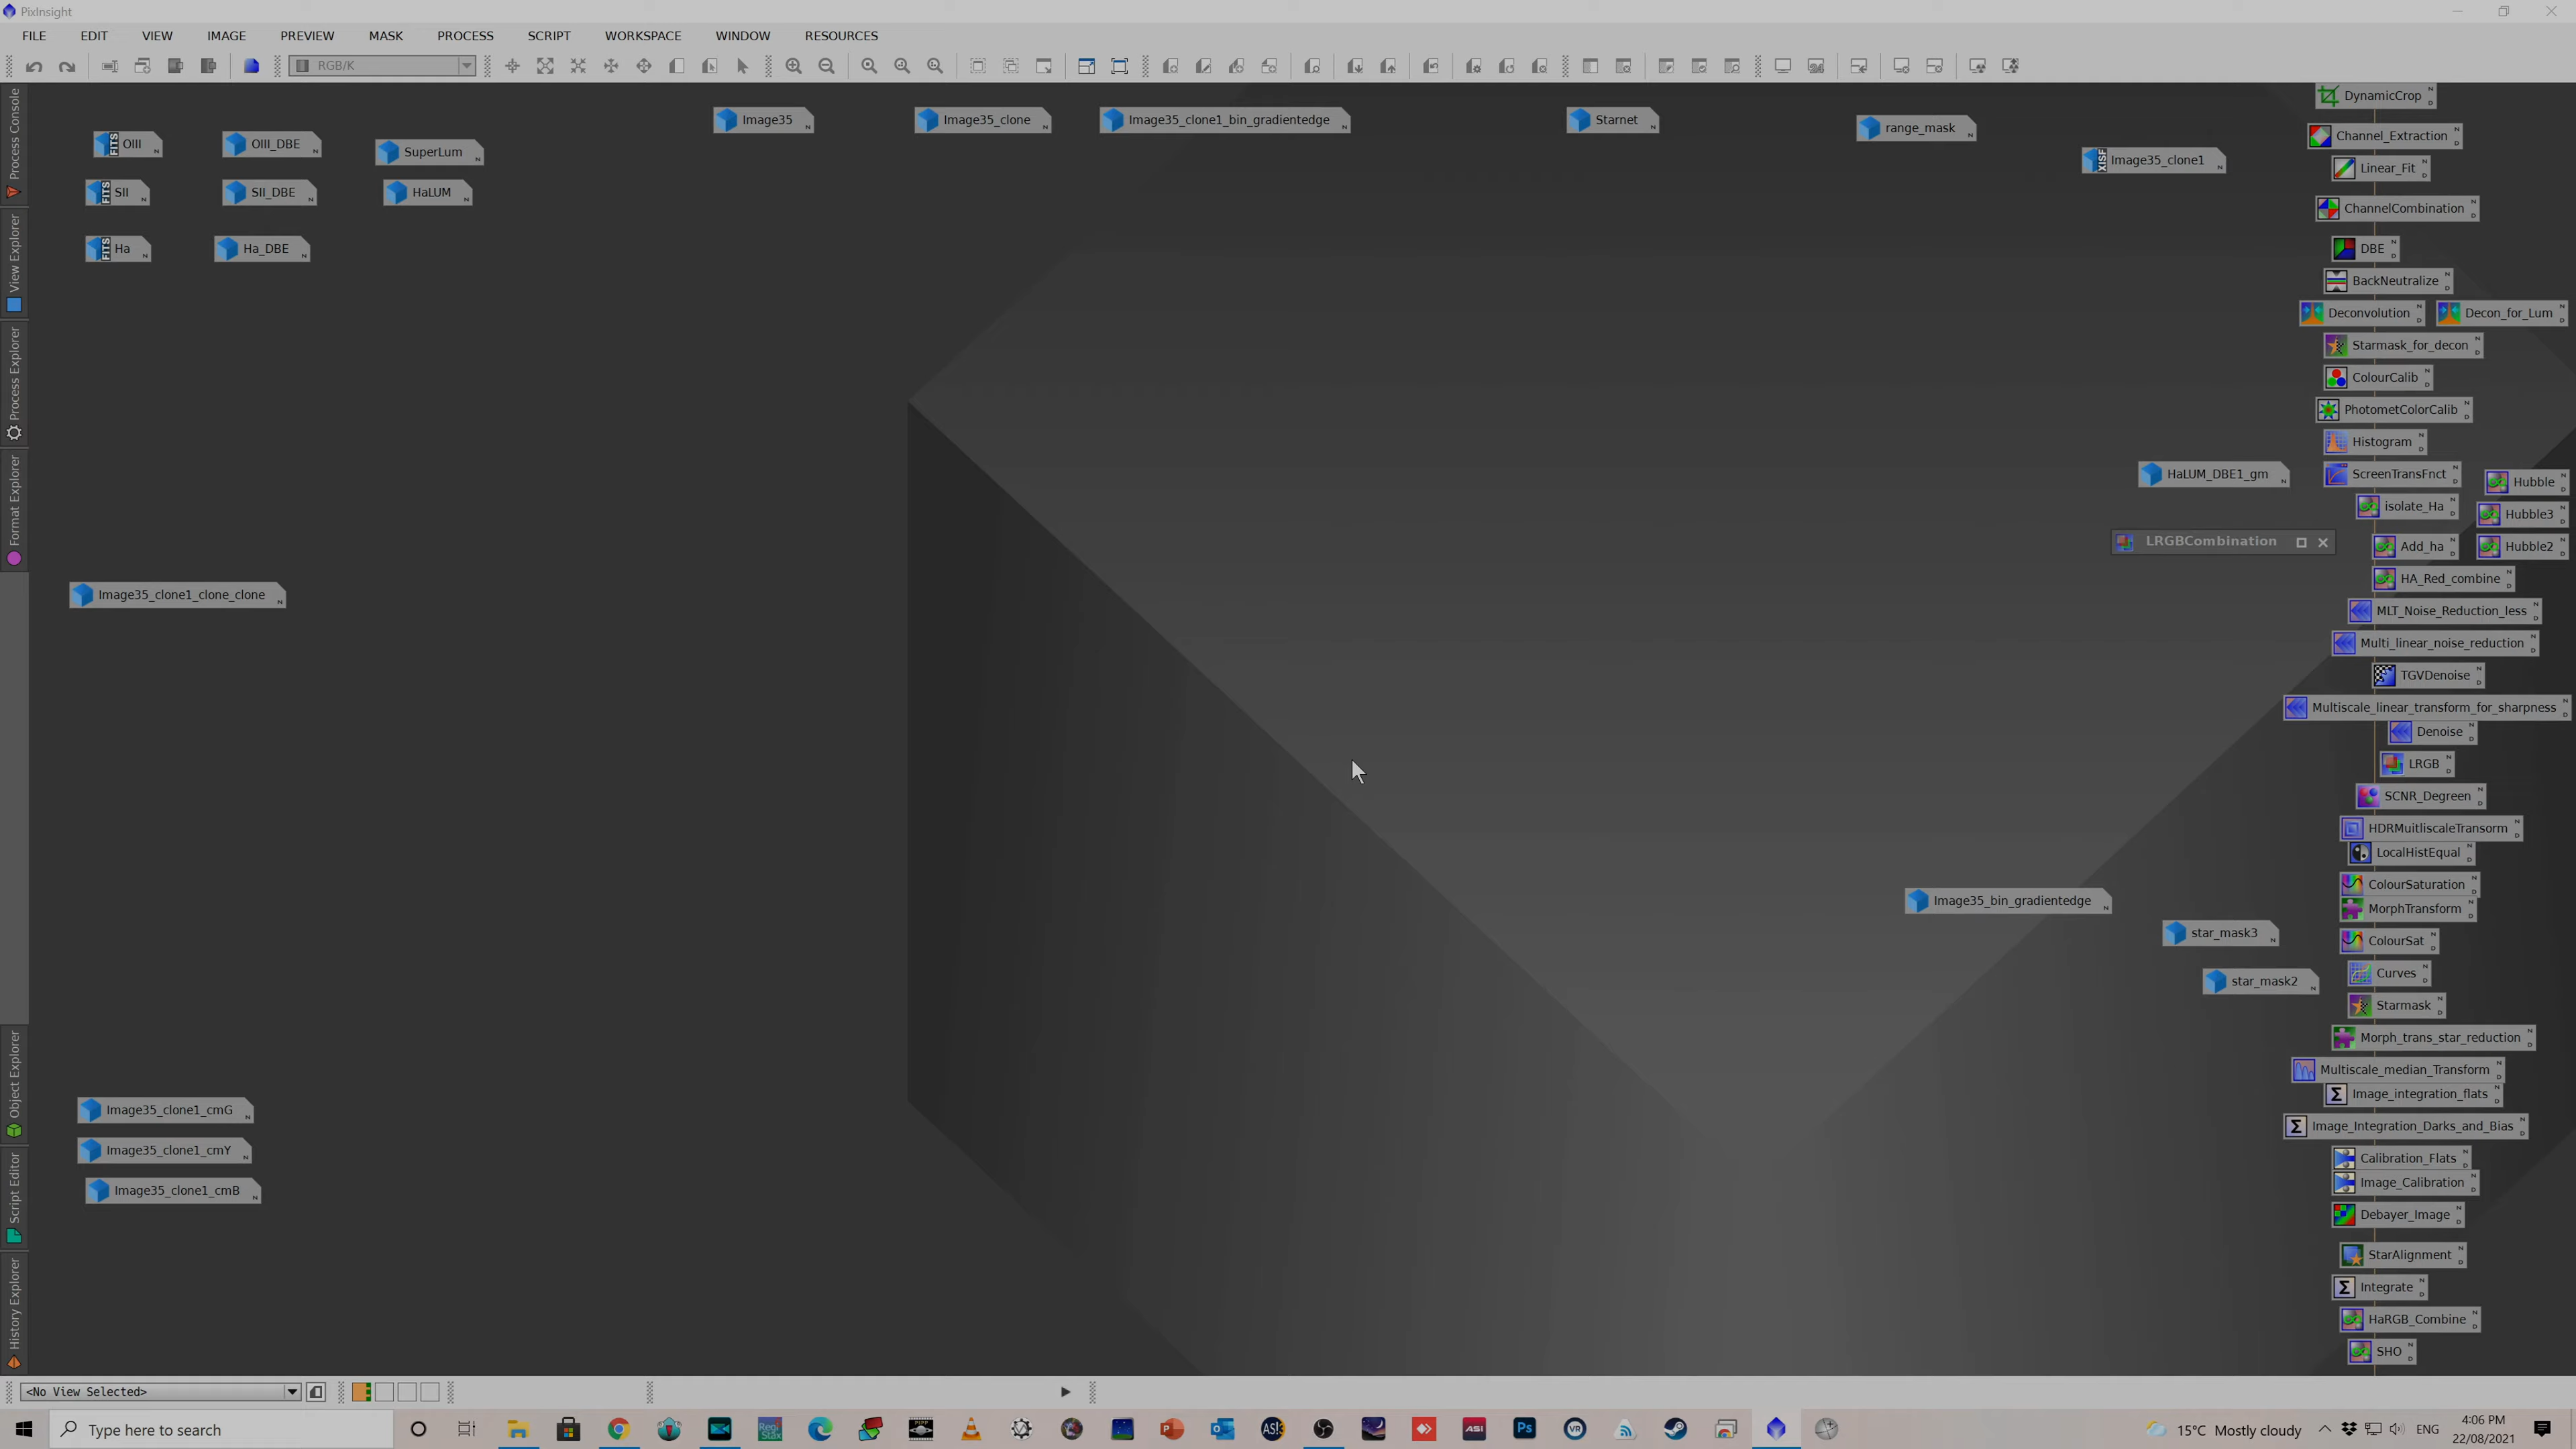 PixInsight
FILE EDIT VIEW IMAGE PREVIEW MASK PROCESS SCRIPT WORKSPACE WINDOW RESOURCES
RGB/K
Process Console
View Explorer
Process Explorer
Format Explorer
Object Explorer
Script Editor
History Explorer
OIII
OIII_DBE
SuperLum
SII
SII_DBE
HaLUM
Ha
Ha_DBE
Image35
Image35_clone
Image35_clone1_bin_gradientedge
Starnet
range_mask
Image35_clone1
Image35_clone1_clone_clone
Image35_clone1_cmG
Image35_clone1_cmY
Image35_clone1_cmB
HaLUM_DBE1_gm
LRGBCombination
Image35_bin_gradientedge
star_mask3
star_mask2
DynamicCrop
Channel_Extraction
Linear_Fit
ChannelCombination
DBE
BackNeutralize
Deconvolution Decon_for_Lum
Starmask_for_decon
ColourCalib
PhotometColorCalib
Histogram
ScreenTransFnct Hubble
isolate_Ha Hubble3
Add_ha Hubble2
HA_Red_combine
MLT_Noise_Reduction_less
Multi_linear_noise_reduction
TGVDenoise
Multiscale_linear_transform_for_sharpness
Denoise
LRGB
SCNR_Degreen
HDRMuitliscaleTransorm
LocalHistEqual
ColourSaturation
MorphTransform
ColourSat
Curves
Starmask
Morph_trans_star_reduction
Multiscale_median_Transform
Image_integration_flats
Image_Integration_Darks_and_Bias
Calibration_Flats
Image_Calibration
Debayer_Image
StarAlignment
Integrate
HaRGB_Combine
SHO
<No View Selected>
Type here to search
15°C Mostly cloudy
ENG
4:06 PM
22/08/2021